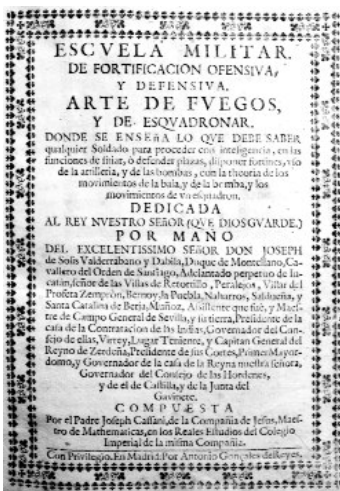 ESCVELA MILITAR.
DE FORTIFICACION OFENSIVA,
Y DEFENSIVA.
ARTE DE FVEGOS,
Y DE ESQVADRONAR.
DONDE SE ENSEÑA LO QVE DEBE SABER
qualquier Soldado para proceder con inteligencia, en las
funciones de sitiar, ò defender plazas, disponer fortines, vso
de la artilleria, y de las bombas, con la theoria de los
movimientos de la bala, y de la bomba, y los
movimientos de vn esquadron.
DEDICADA
AL REY NVESTRO SEÑOR (QVE DIOS GVARDE.)
POR MANO
DEL EXCELENTISSIMO SEÑOR DON JOSEPH
de Solis Valderrabano y Dabila, Duque de Montellano, Ca-
vallero del Orden de Santiago, Adelantado perpetuo de Iu-
catàn, señor de las Villas de Retortillo, Peralejos, Villar del
Profeta Zempròn, Bernoy, la Puebla, Naharros, Saldueña, y
Santa Catalina de Berja, Muñoz, Assistente que fuè, y Maes-
tre de Campo General de Sevilla, y su tierra, Presidente de la
casa de la Contratacion de las Indias, Governador del Con-
sejo de ellas, Virrey, Lugar Teniente, y Capitan General del
Reyno de Zerdeña, Presidente de sus Cortes, Primer Mayor-
domo, y Governador de la casa de la Reyna nuestra señora,
Governador del Consejo de las Hordenes,
y de el de Castilla, y de la Junta del
Gavinete.
COMPVESTA
Por el Padre Joseph Cassani, de la Compañia de Jesus, Maes-
tro de Mathematicas, en los Reales Estudios del Colegio
Imperial de la misma Compañia.
Con Privilegio. En Madrid: Por Antonio Gonçales de Reyes.